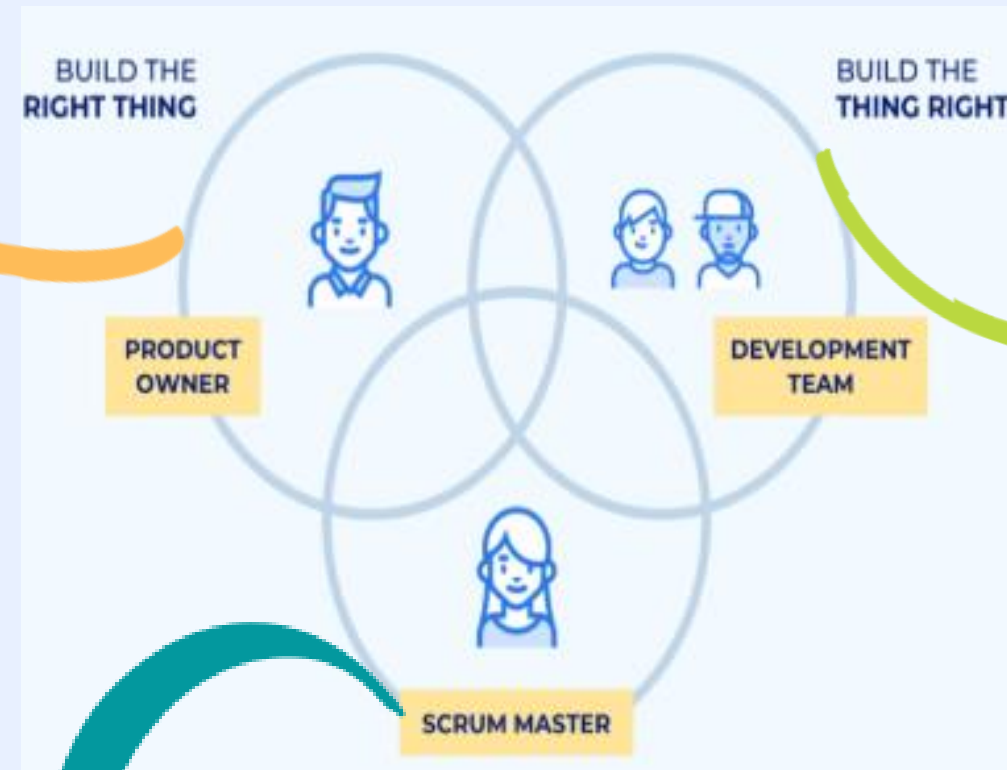 BUILD THE
RIGHT THING
BUILD THE
THING RIGHT
PRODUCT
OWNER
DEVELOPMENT
TEAM
SCRUM MASTER